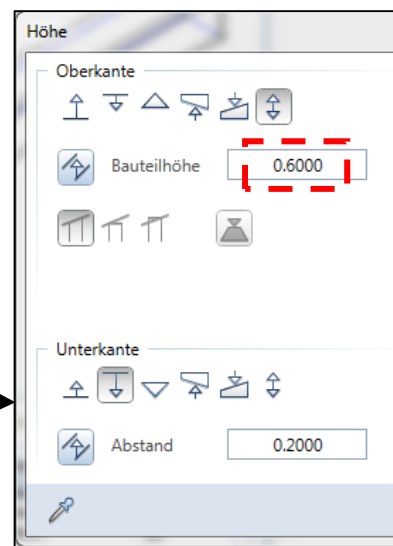 Höhe
Oberkante
Bauteilhöhe 0.6000
Unterkante
Abstand 0.2000